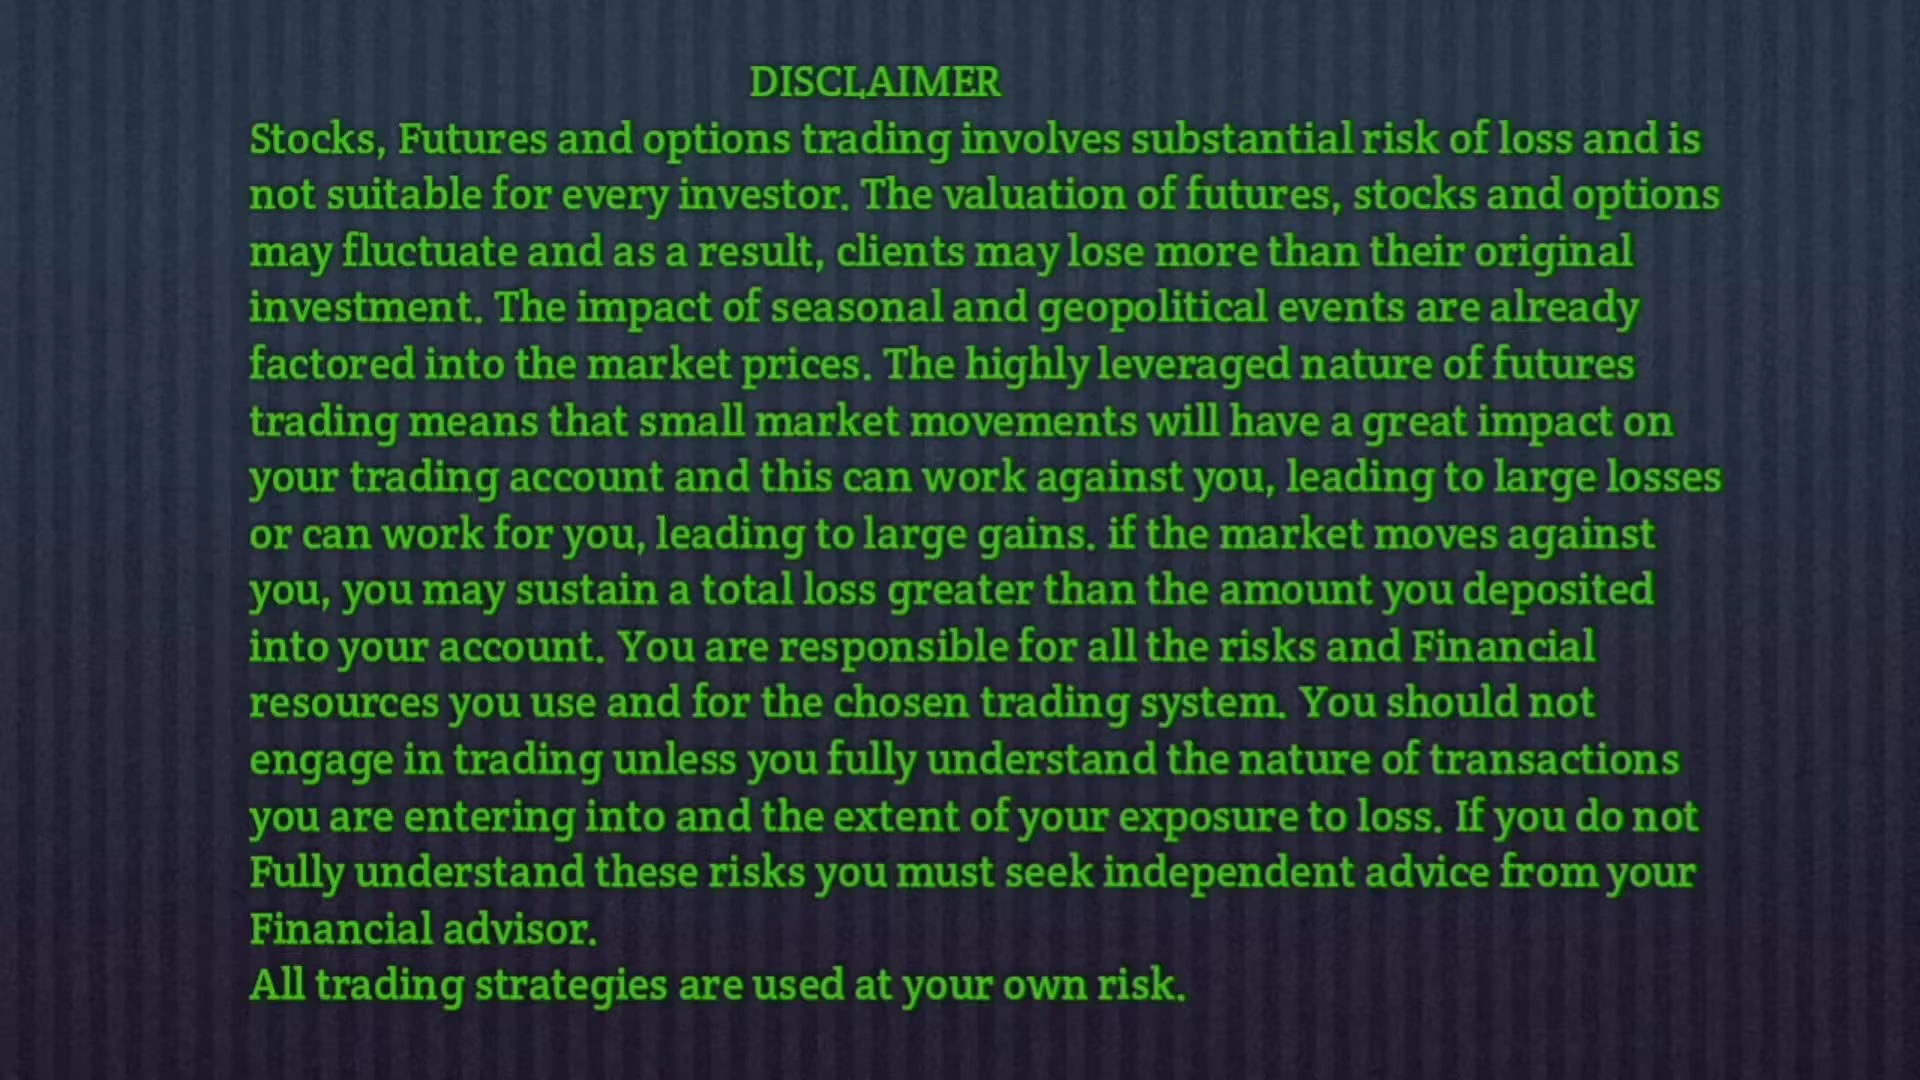 DISCLAIMER
Stocks, Futures and options trading involves substantial risk of loss and is
not suitable for every investor. The valuation of futures, stocks and options
may fluctuate and as a result, clients may lose more than their original
investment. The impact of seasonal and geopolitical events are already
factored into the market prices. The highly leveraged nature of futures
trading means that small market movements will have a great impact on
your trading account and this can work against you, leading to large losses
or can work for you, leading to large gains. if the market moves against
you, you may sustain a total loss greater than the amount you deposited
into your account. You are responsible for all the risks and Financial
resources you use and for the chosen trading system. You should not
engage in trading unless you fully understand the nature of transactions
you are entering into and the extent of your exposure to loss. If you do not
Fully understand these risks you must seek independent advice from your
Financial advisor.
All trading strategies are used at your own risk.